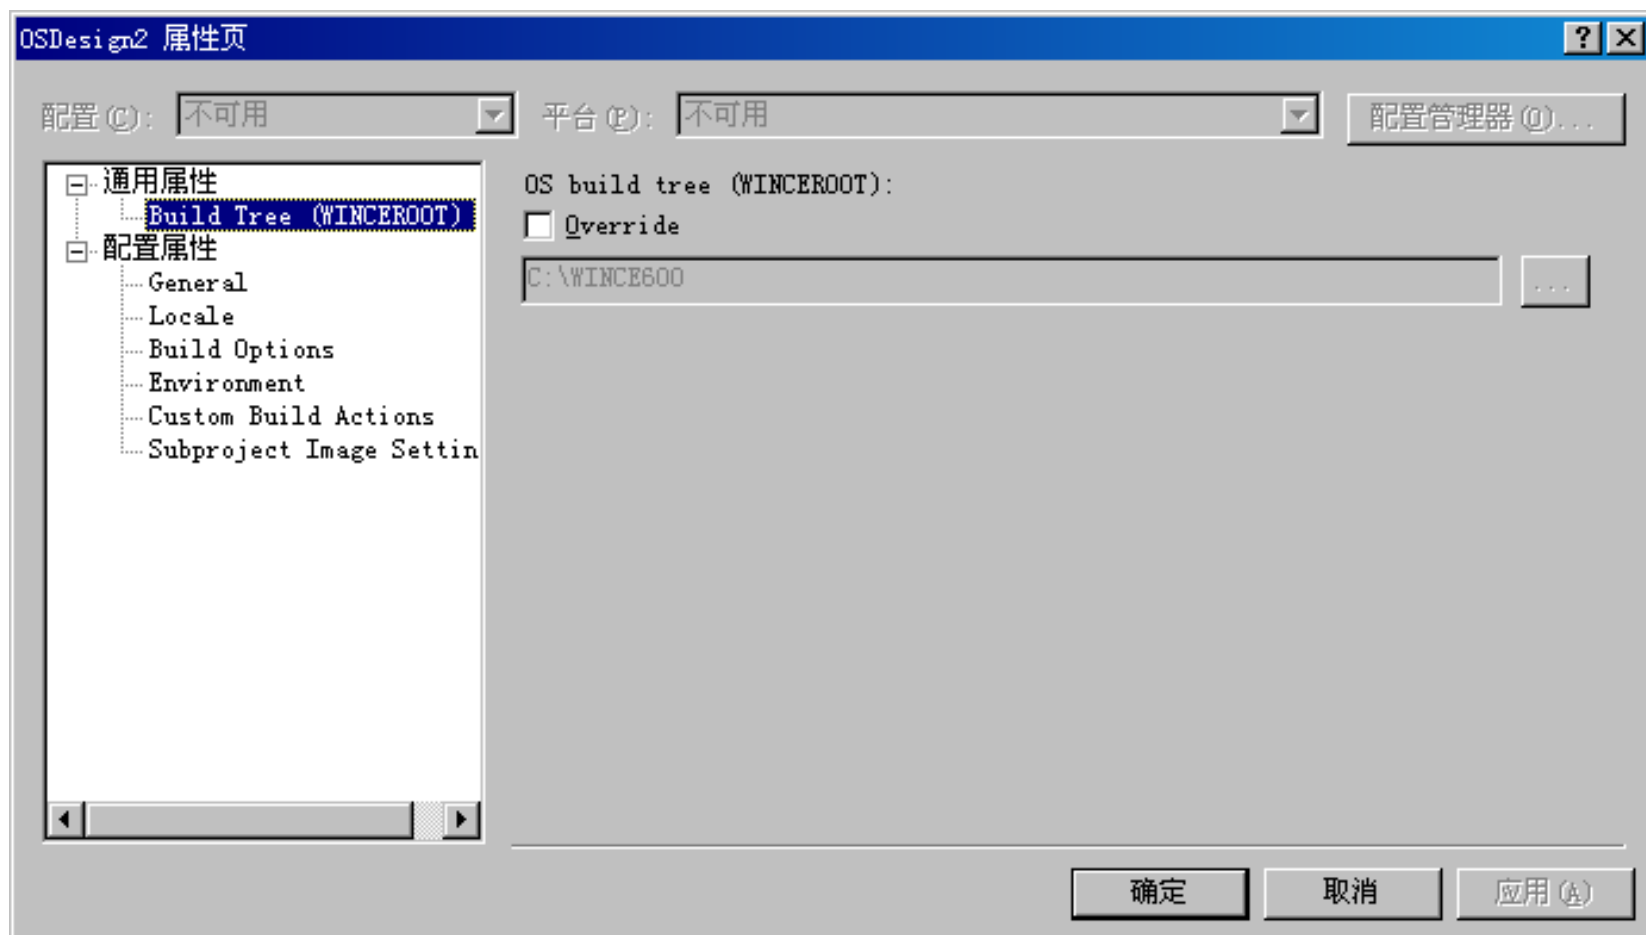 OSDesign2 属性页
配置(C): 不可用 平台(P): 不可用 配置管理器(O)...
通用属性
Build Tree (WINCEROOT)
配置属性
General
Locale
Build Options
Environment
Custom Build Actions
Subproject Image Settin
OS build tree (WINCEROOT):
Override
C:\WINCE600
...
确定 取消 应用(A)